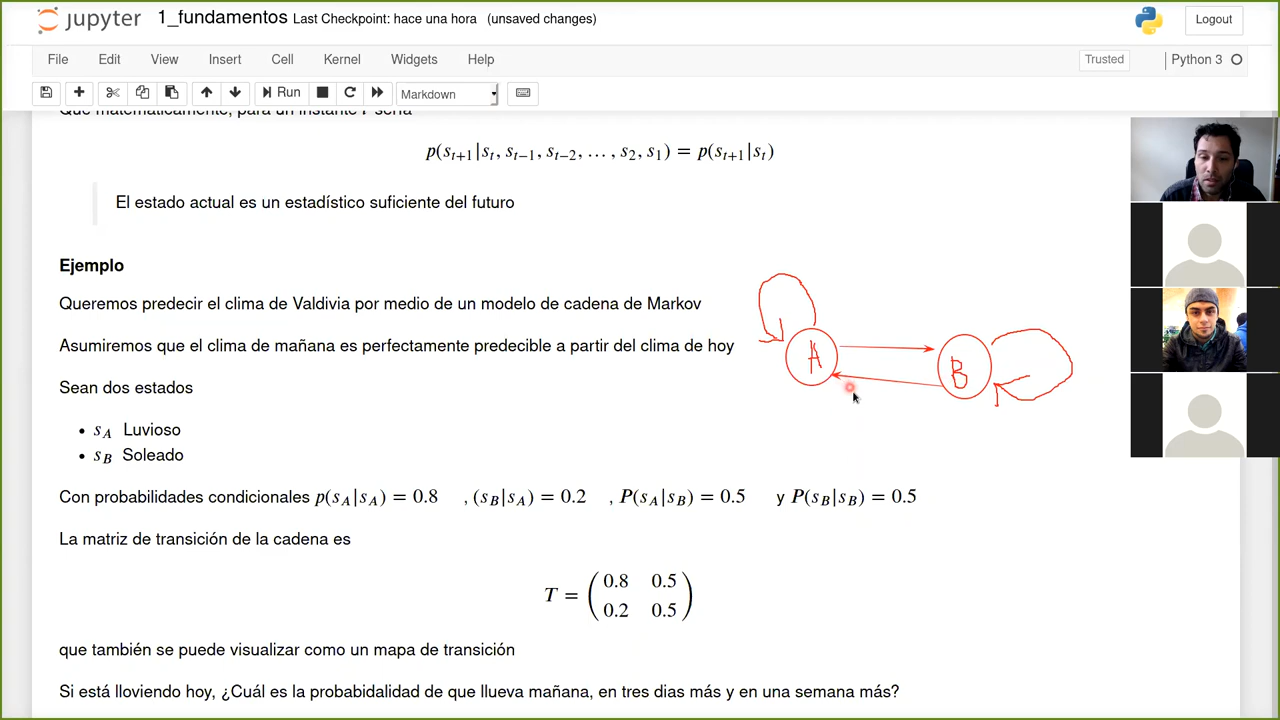 jupyter 1_fundamentos Last Checkpoint: hace una hora (unsaved changes) Logout
File Edit View Insert Cell Kernel Widgets Help Trusted Python 3
Run Markdown
Que matemáticamente, para un instante t sería
p(s_{t+1}|s_t, s_{t−1}, s_{t−2}, …, s_2, s_1) = p(s_{t+1}|s_t)
El estado actual es un estadístico suficiente del futuro
Ejemplo
Queremos predecir el clima de Valdivia por medio de un modelo de cadena de Markov
Asumiremos que el clima de mañana es perfectamente predecible a partir del clima de hoy
A B
Sean dos estados
• s_A Luvioso
• s_B Soleado
Con probabilidades condicionales p(s_A|s_A) = 0.8 , (s_B|s_A) = 0.2 , P(s_A|s_B) = 0.5 y P(s_B|s_B) = 0.5
La matriz de transición de la cadena es
T = ( 0.8 0.5
0.2 0.5 )
que también se puede visualizar como un mapa de transición
Si está lloviendo hoy, ¿Cuál es la probabidalidad de que llueva mañana, en tres dias más y en una semana más?